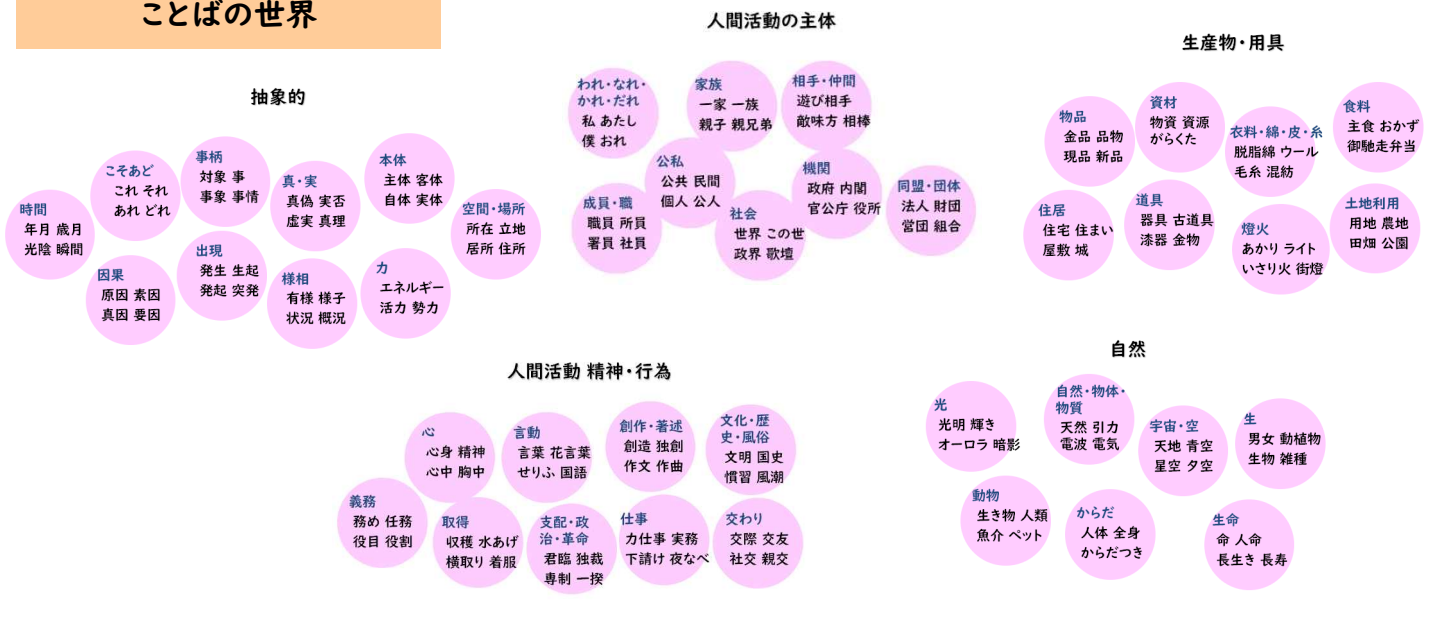 ことばの世界
抽象的
時間
年月 歳月
光陰 瞬間
こそあど
これ それ
あれ どれ
因果
原因 素因
真因 要因
事柄
対象 事
事象 事情
出現
発生 生起
発起 突発
真・実
真偽 実否
虚実 真理
様相
有様 様子
状況 概況
本体
主体 客体
自体 実体
力
エネルギー
活力 勢力
空間・場所
所在 立地
居所 住所
人間活動の主体
われ・なれ・
かれ・だれ
私 あたし
僕 おれ
家族
一家 一族
親子 親兄弟
相手・仲間
遊び相手
敵味方 相棒
公私
公共 民間
個人 公人
成員・職
職員 所員
署員 社員
社会
世界 この世
政界 歌壇
機関
政府 内閣
官公庁 役所
同盟・団体
法人 財団
営団 組合
生産物・用具
物品
金品 品物
現品 新品
資材
物資 資源
がらくた
衣料・綿・皮・糸
脱脂綿 ウール
毛糸 混紡
食料
主食 おかず
御馳走弁当
住居
住宅 住まい
屋敷 城
道具
器具 古道具
漆器 金物
燈火
あかり ライト
いさり火 街燈
土地利用
用地 農地
田畑 公園
人間活動 精神・行為
心
心身 精神
心中 胸中
言動
言葉 花言葉
せりふ 国語
創作・著述
創造 独創
作文 作曲
文化・歴
史・風俗
文明 国史
慣習 風潮
義務
務め 任務
役目 役割
取得
収穫 水あげ
横取り 着服
支配・政
治・革命
君臨 独裁
専制 一揆
仕事
力仕事 実務
下請け 夜なべ
交わり
交際 交友
社交 親交
自然
光
光明 輝き
オーロラ 暗影
自然・物体・
物質
天然 引力
電波 電気
宇宙・空
天地 青空
星空 夕空
生
男女 動植物
生物 雑種
動物
生き物 人類
魚介 ペット
からだ
人体 全身
からだつき
生命
命 人命
長生き 長寿